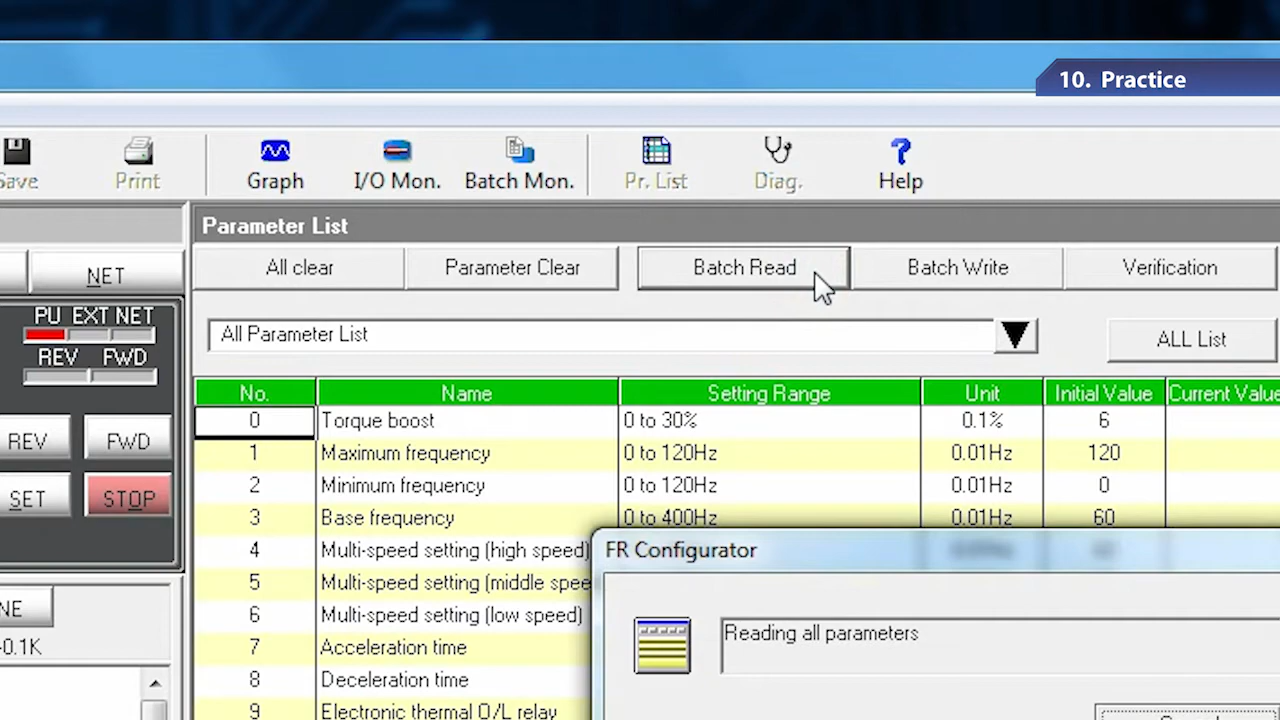 10. Practice
Save Print Graph I/O Mon. Batch Mon. Pr. List Diag. Help
Parameter List
All clear Parameter Clear Batch Read Batch Write Verification
NET
PU EXT NET
REV FWD
All Parameter List ALL List
No. Name Setting Range Unit Initial Value Current Value
0 Torque boost 0 to 30% 0.1% 6
1 Maximum frequency 0 to 120Hz 0.01Hz 120
2 Minimum frequency 0 to 120Hz 0.01Hz 0
3 Base frequency 0 to 400Hz 0.01Hz 60
4 Multi-speed setting (high speed)
5 Multi-speed setting (middle spee
6 Multi-speed setting (low speed)
7 Acceleration time
8 Deceleration time
9 Electronic thermal O/L relay
REV FWD
SET STOP
NE
0.1K
FR Configurator
Reading all parameters